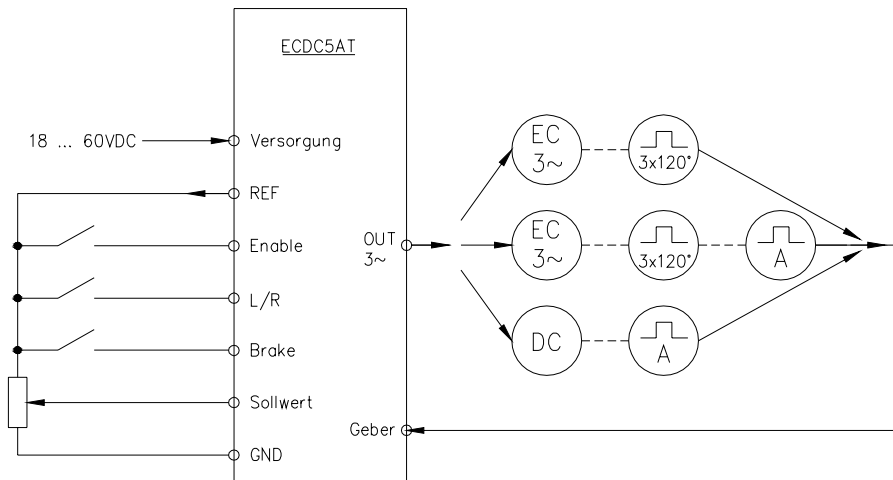 ECDC5AT
18 ... 60VDC
Versorgung
REF
Enable
L/R
Brake
Sollwert
GND
OUT
3~
Geber
EC
3~
3x120°
EC
3~
3x120°
A
DC
A